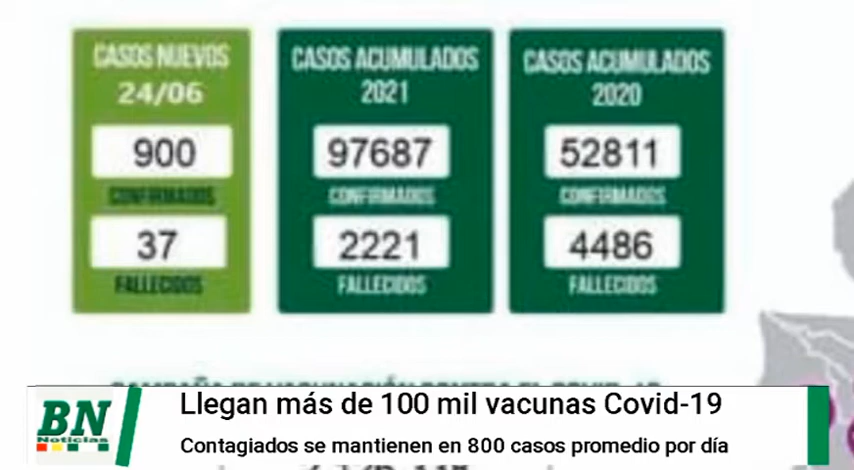 CASOS NUEVOS
24/06
900
CONFIRMADOS
37
FALLECIDOS
CASOS ACUMULADOS
2021
97687
CONFIRMADOS
2221
FALLECIDOS
CASOS ACUMULADOS
2020
52811
CONFIRMADOS
4486
FALLECIDOS
BN
Noticias
Llegan más de 100 mil vacunas Covid-19
Contagiados se mantienen en 800 casos promedio por día